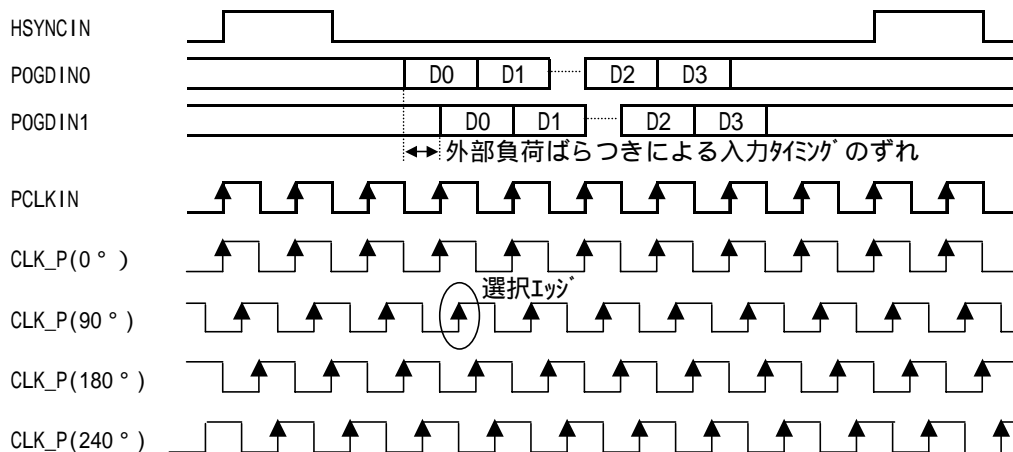 HSYNCIN
POGDIN0 D0 D1 D2 D3
POGDIN1 D0 D1 D2 D3
外部負荷ばらつきによる入力ﾀｲﾐﾝｸﾞのずれ
PCLKIN
CLK_P(0°)
選択ｴｯｼﾞ
CLK_P(90°)
CLK_P(180°)
CLK_P(240°)